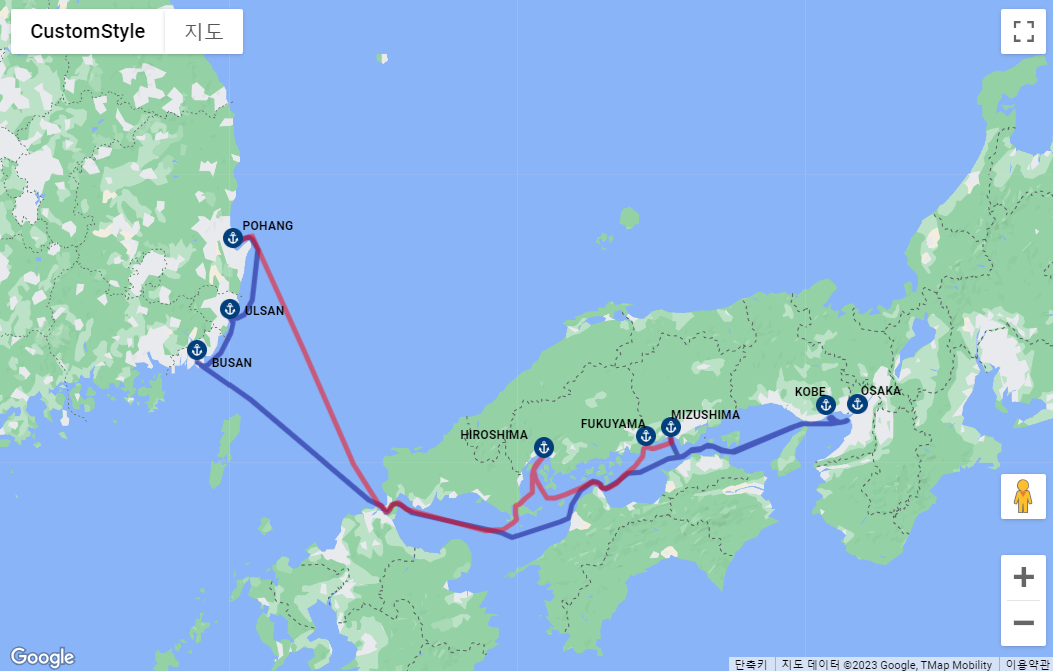 CustomStyle
지도
POHANG
ULSAN
BUSAN
KOBE
OSAKA
MIZUSHIMA
FUKUYAMA
HIROSHIMA
Google
단축키
지도 데이터 ©2023 Google, TMap Mobility
이용약관